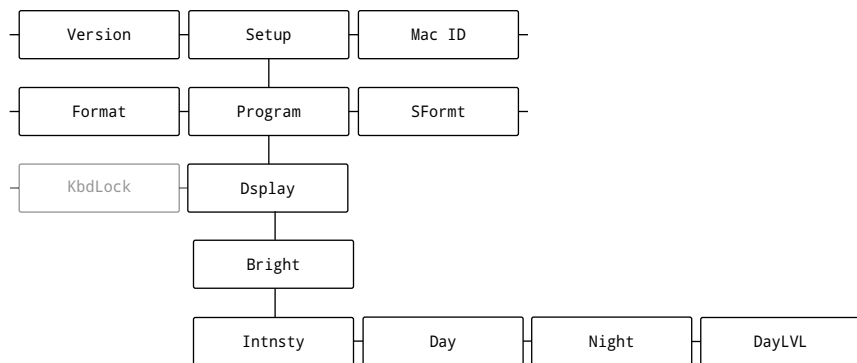 Version Setup Mac ID
Format Program SFormt
KbdLock Dsplay
Bright
Intnsty Day Night DayLVL